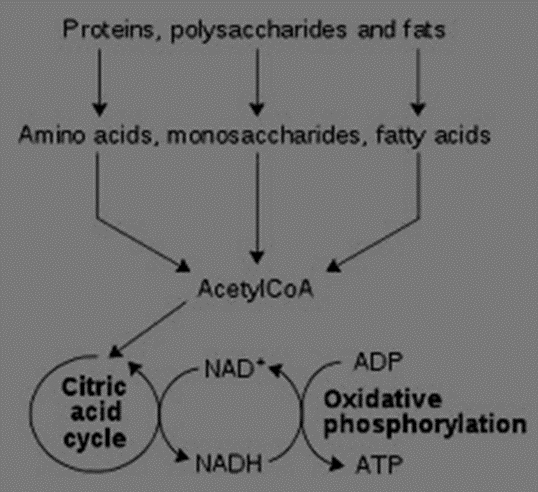 Proteins, polysaccharides and fats
Amino acids, monosaccharides, fatty acids
AcetylCoA
Citric
acid
cycle
NAD+
NADH
ADP
Oxidative
phosphorylation
ATP